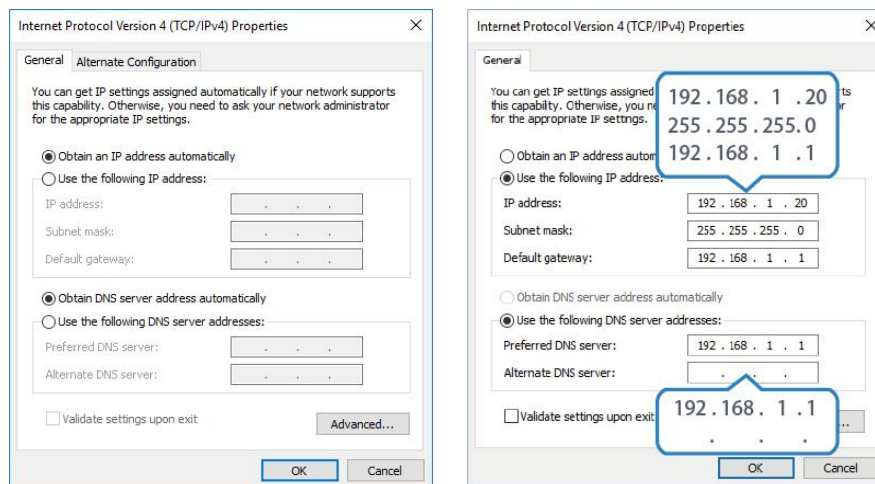 Internet Protocol Version 4 (TCP/IPv4) Properties
General Alternate Configuration
You can get IP settings assigned automatically if your network supports
this capability. Otherwise, you need to ask your network administrator
for the appropriate IP settings.
Obtain an IP address automatically
Use the following IP address:
IP address:
. . .
Subnet mask:
. . .
Default gateway:
. . .
Obtain DNS server address automatically
Use the following DNS server addresses:
Preferred DNS server:
. . .
Alternate DNS server:
. . .
Validate settings upon exit
Advanced...
OK Cancel
Internet Protocol Version 4 (TCP/IPv4) Properties
General
You can get IP settings assigned
this capability. Otherwise, you
for the appropriate IP settings.
192.168. 1 .20
255.255.255.0
192.168. 1 .1
Obtain an IP address
Use the following IP address:
IP address: 192 . 168 . 1 . 20
Subnet mask: 255 . 255 . 255 . 0
Default gateway: 192 . 168 . 1 . 1
Obtain DNS server address automatically
Use the following DNS server addresses:
Preferred DNS server: 192 . 168 . 1 . 1
Alternate DNS server: . . .
Validate settings upon exit
192.168. 1 .1
. . .
OK Cancel